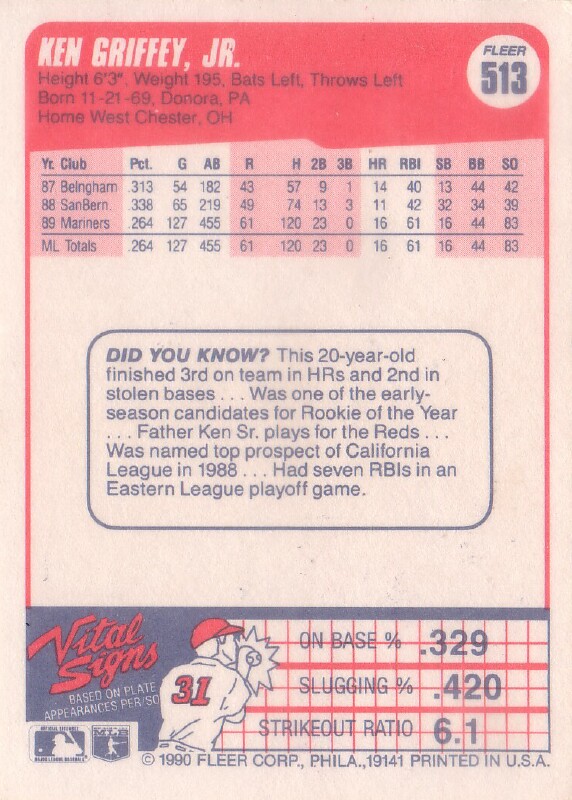 KEN GRIFFEY, JR.
FLEER
513
Height 6'3", Weight 195, Bats Left, Throws Left
Born 11-21-69, Donora, PA
Home West Chester, OH
Yr. Club Pct. G AB R H 2B 3B HR RBI SB BB SO
87 Belngham .313 54 182 43 57 9 1 14 40 13 44 42
88 SanBern. .338 65 219 49 74 13 3 11 42 32 34 39
89 Mariners .264 127 455 61 120 23 0 16 61 16 44 83
ML Totals .264 127 455 61 120 23 0 16 61 16 44 83
DID YOU KNOW? This 20-year-old
finished 3rd on team in HRs and 2nd in
stolen bases . . . Was one of the early-
season candidates for Rookie of the Year
. . . Father Ken Sr. plays for the Reds . . .
Was named top prospect of California
League in 1988 . . . Had seven RBIs in an
Eastern League playoff game.
Vital
Signs
BASED ON PLATE
APPEARANCES PER/SO
31
ON BASE % .329
SLUGGING % .420
STRIKEOUT RATIO 6.1
MAJOR LEAGUE BASEBALL
© 1990 FLEER CORP., PHILA., 19141 PRINTED IN U.S.A.